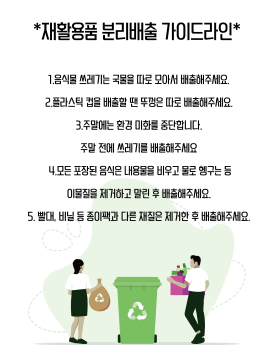 *재활용품 분리배출 가이드라인*
1.음식물 쓰레기는 국물을 따로 모아서 배출해주세요.
2.플라스틱 컵을 배출할 땐 뚜껑은 따로 배출해주세요.
3.주말에는 환경 미화를 중단합니다.
주말 전에 쓰레기를 배출해주세요
4.모든 포장된 음식은 내용물을 비우고 물로 헹구는 등
이물질을 제거하고 말린 후 배출해주세요.
5. 빨대, 비닐 등 종이팩과 다른 재질은 제거한 후 배출해주세요.